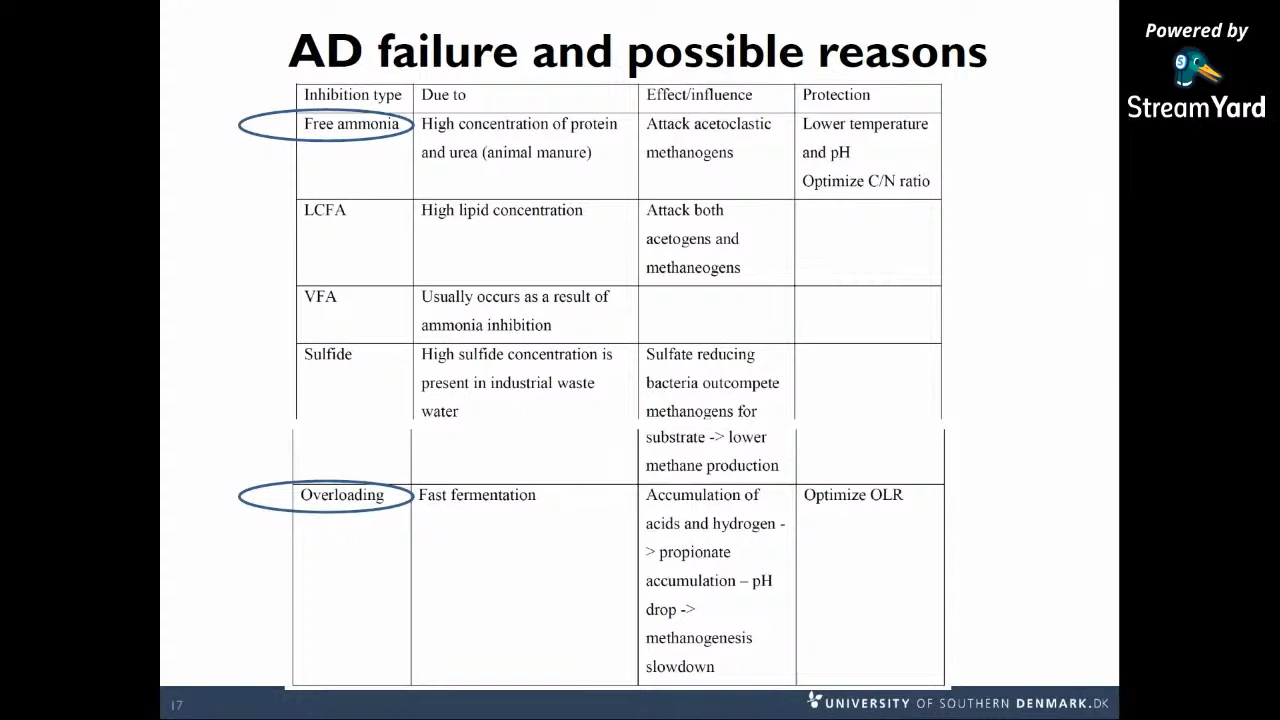 AD failure and possible reasons
Powered by
StreamYard
Inhibition type Due to Effect/influence Protection
Free ammonia High concentration of protein Attack acetoclastic Lower temperature
and urea (animal manure) methanogens and pH
Optimize C/N ratio
LCFA High lipid concentration Attack both
acetogens and
methaneogens
VFA Usually occurs as a result of
ammonia inhibition
Sulfide High sulfide concentration is Sulfate reducing
present in industrial waste bacteria outcompete
water methanogens for
substrate -> lower
methane production
Overloading Fast fermentation Accumulation of Optimize OLR
acids and hydrogen -
> propionate
accumulation – pH
drop ->
methanogenesis
slowdown
17 UNIVERSITY OF SOUTHERN DENMARK.DK